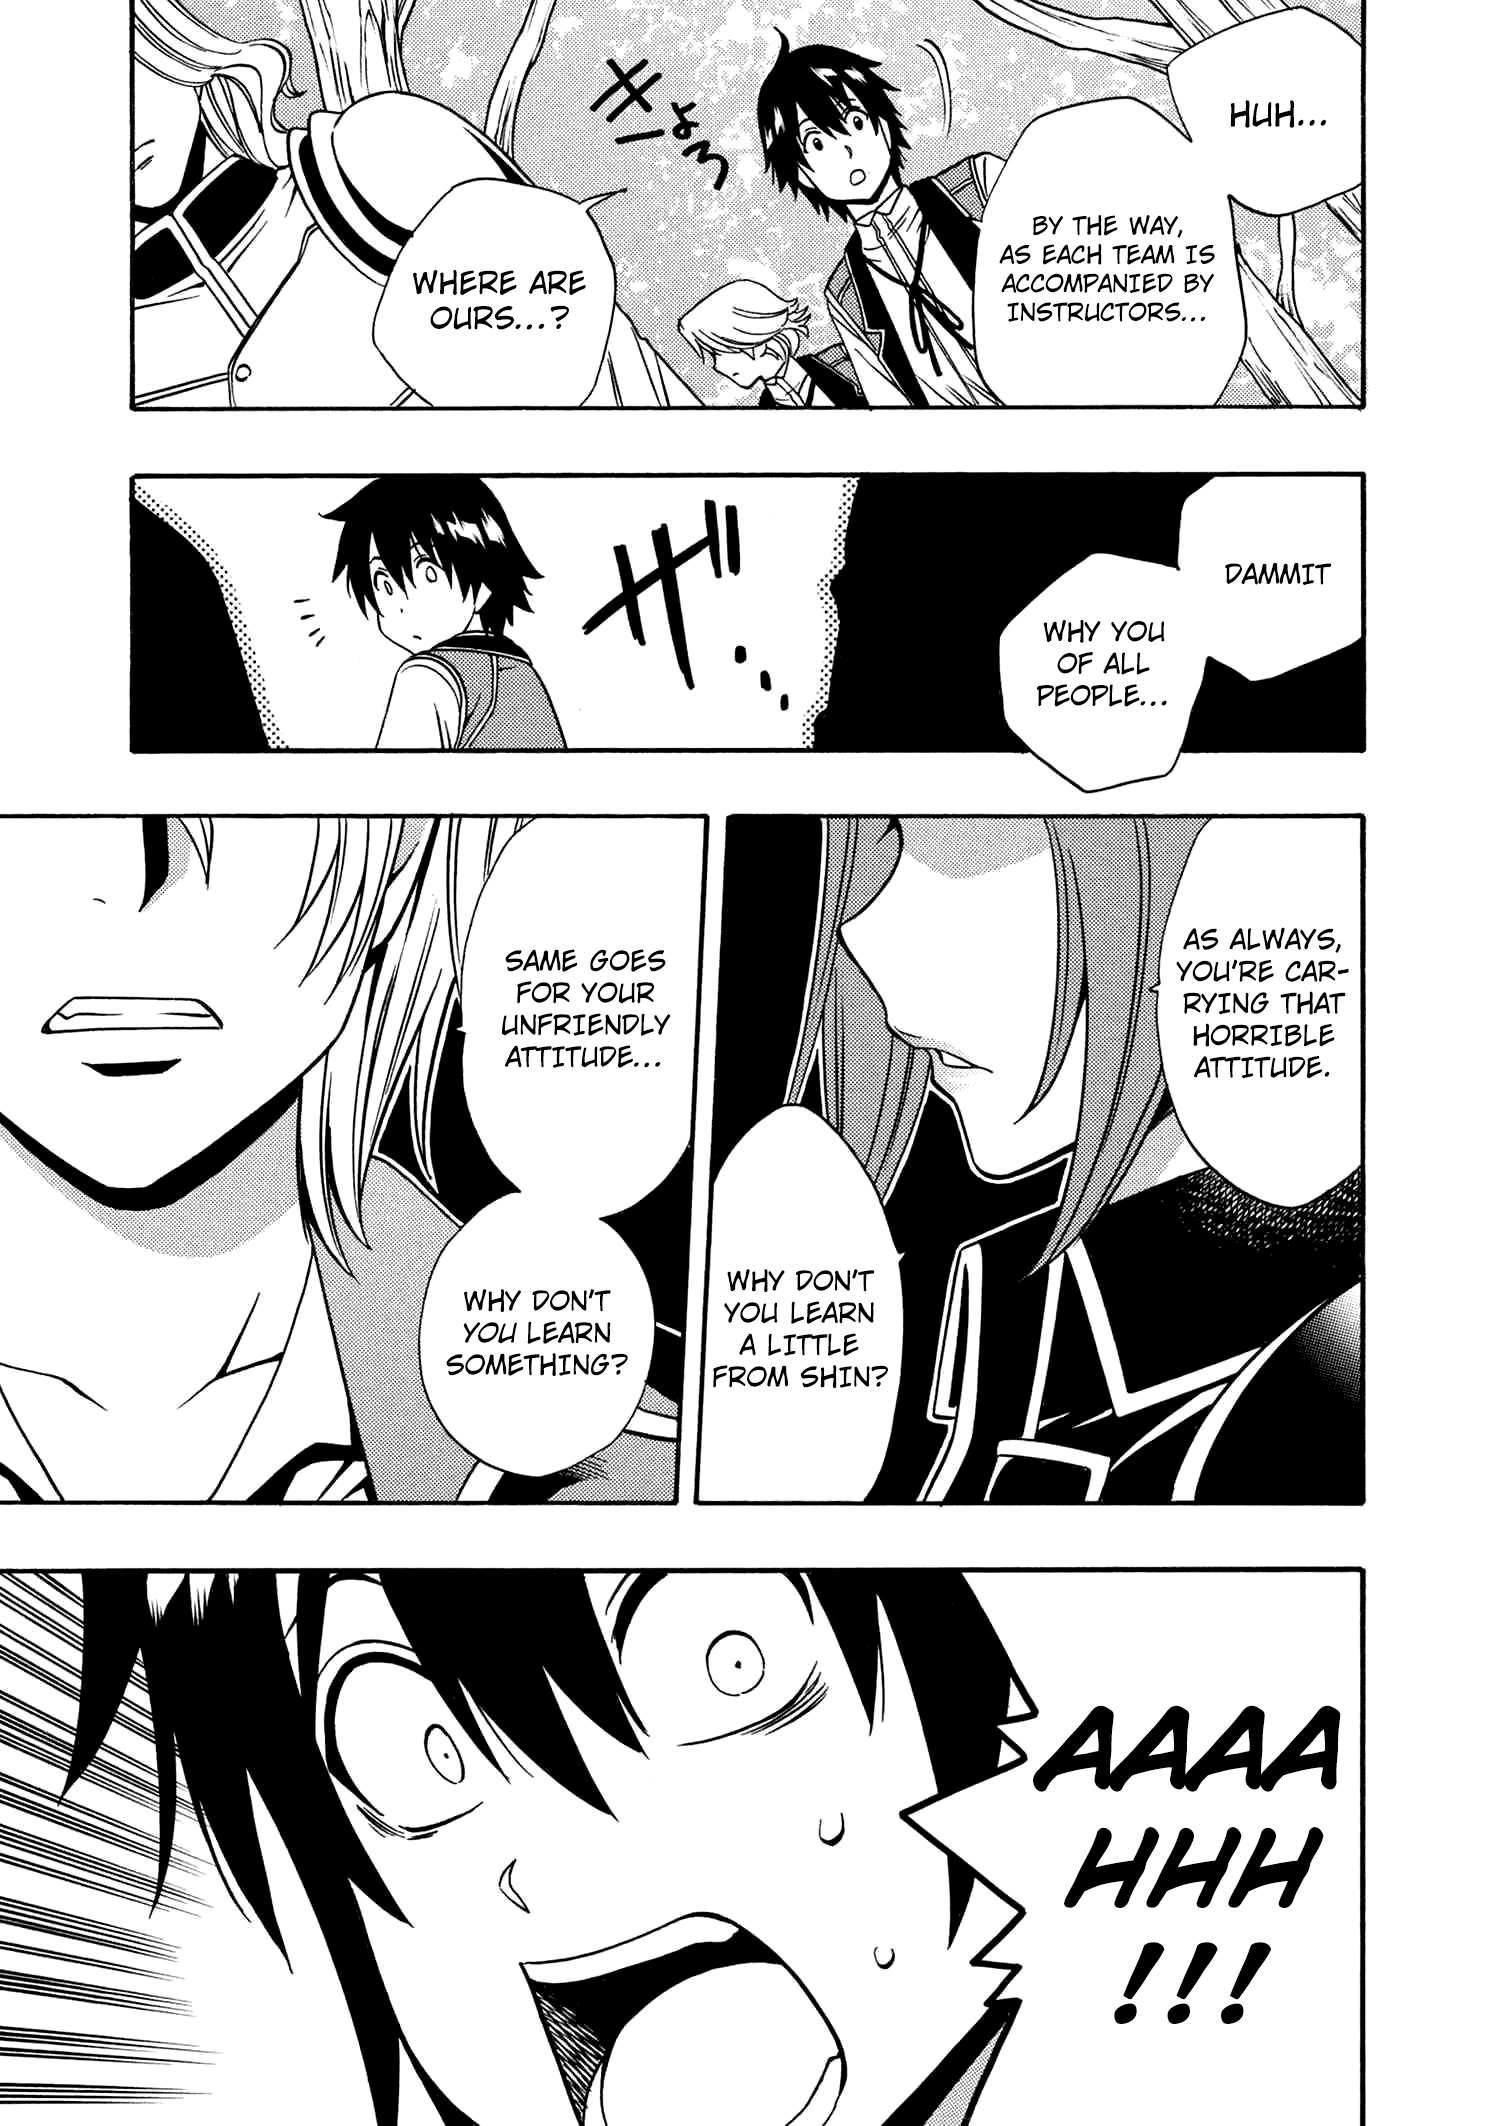 HUH...
BY THE WAY,
AS EACH TEAM IS
ACCOMPANIED BY
INSTRUCTORS...
きょろ
WHERE ARE
OURS...?
DAMMIT
WHY YOU
OF ALL
PEOPLE...
ザッ...
AS ALWAYS,
YOU'RE CAR-
RYING THAT
HORRIBLE
ATTITUDE.
WHY DON'T
YOU LEARN
A LITTLE
FROM SHIN?
SAME GOES
FOR YOUR
UNFRIENDLY
ATTITUDE...
WHY DON'T
YOU LEARN
SOMETHING?
AAAA
HHH
!!!